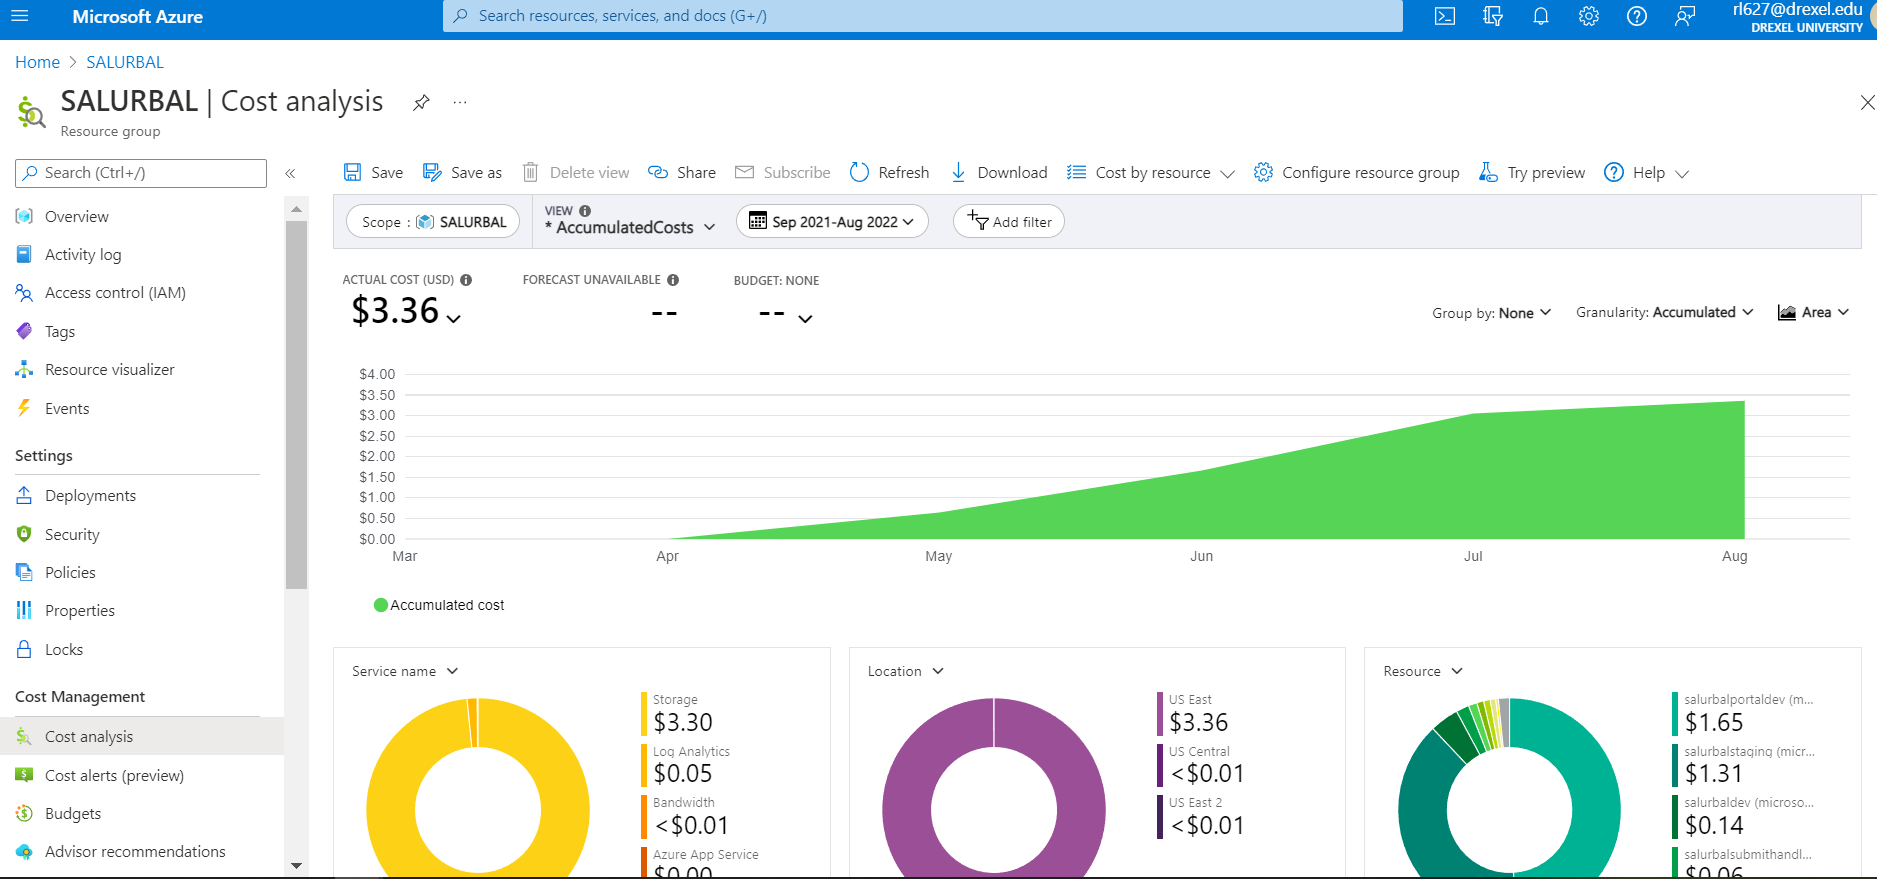 Microsoft Azure
Search resources, services, and docs (G+/)
rl627@drexel.edu
DREXEL UNIVERSITY
Home > SALURBAL
SALURBAL | Cost analysis
...
Resource group
Search (Ctrl+/)
«
Overview
Activity log
Access control (IAM)
Tags
Resource visualizer
Events
Settings
Deployments
Security
Policies
Properties
Locks
Cost Management
Cost analysis
Cost alerts (preview)
Budgets
Advisor recommendations
Save
Save as
Delete view
Share
Subscribe
Refresh
Download
Cost by resource
Configure resource group
Try preview
Help
Scope : SALURBAL
VIEW
* AccumulatedCosts
Sep 2021-Aug 2022
Add filter
ACTUAL COST (USD)
$3.36
FORECAST UNAVAILABLE
--
BUDGET: NONE
--
Group by: None
Granularity: Accumulated
Area
$4.00
$3.50
$3.00
$2.50
$2.00
$1.50
$1.00
$0.50
$0.00
Mar Apr May Jun Jul Aug
Accumulated cost
Service name
Storage
$3.30
Log Analytics
$0.05
Bandwidth
<$0.01
Azure App Service
$0.00
Location
US East
$3.36
US Central
<$0.01
US East 2
<$0.01
Resource
salurbalportaldev (m...
$1.65
salurbalstaging (micr...
$1.31
salurbaldev (microso...
$0.14
salurbalsubmithandl...
$0.06